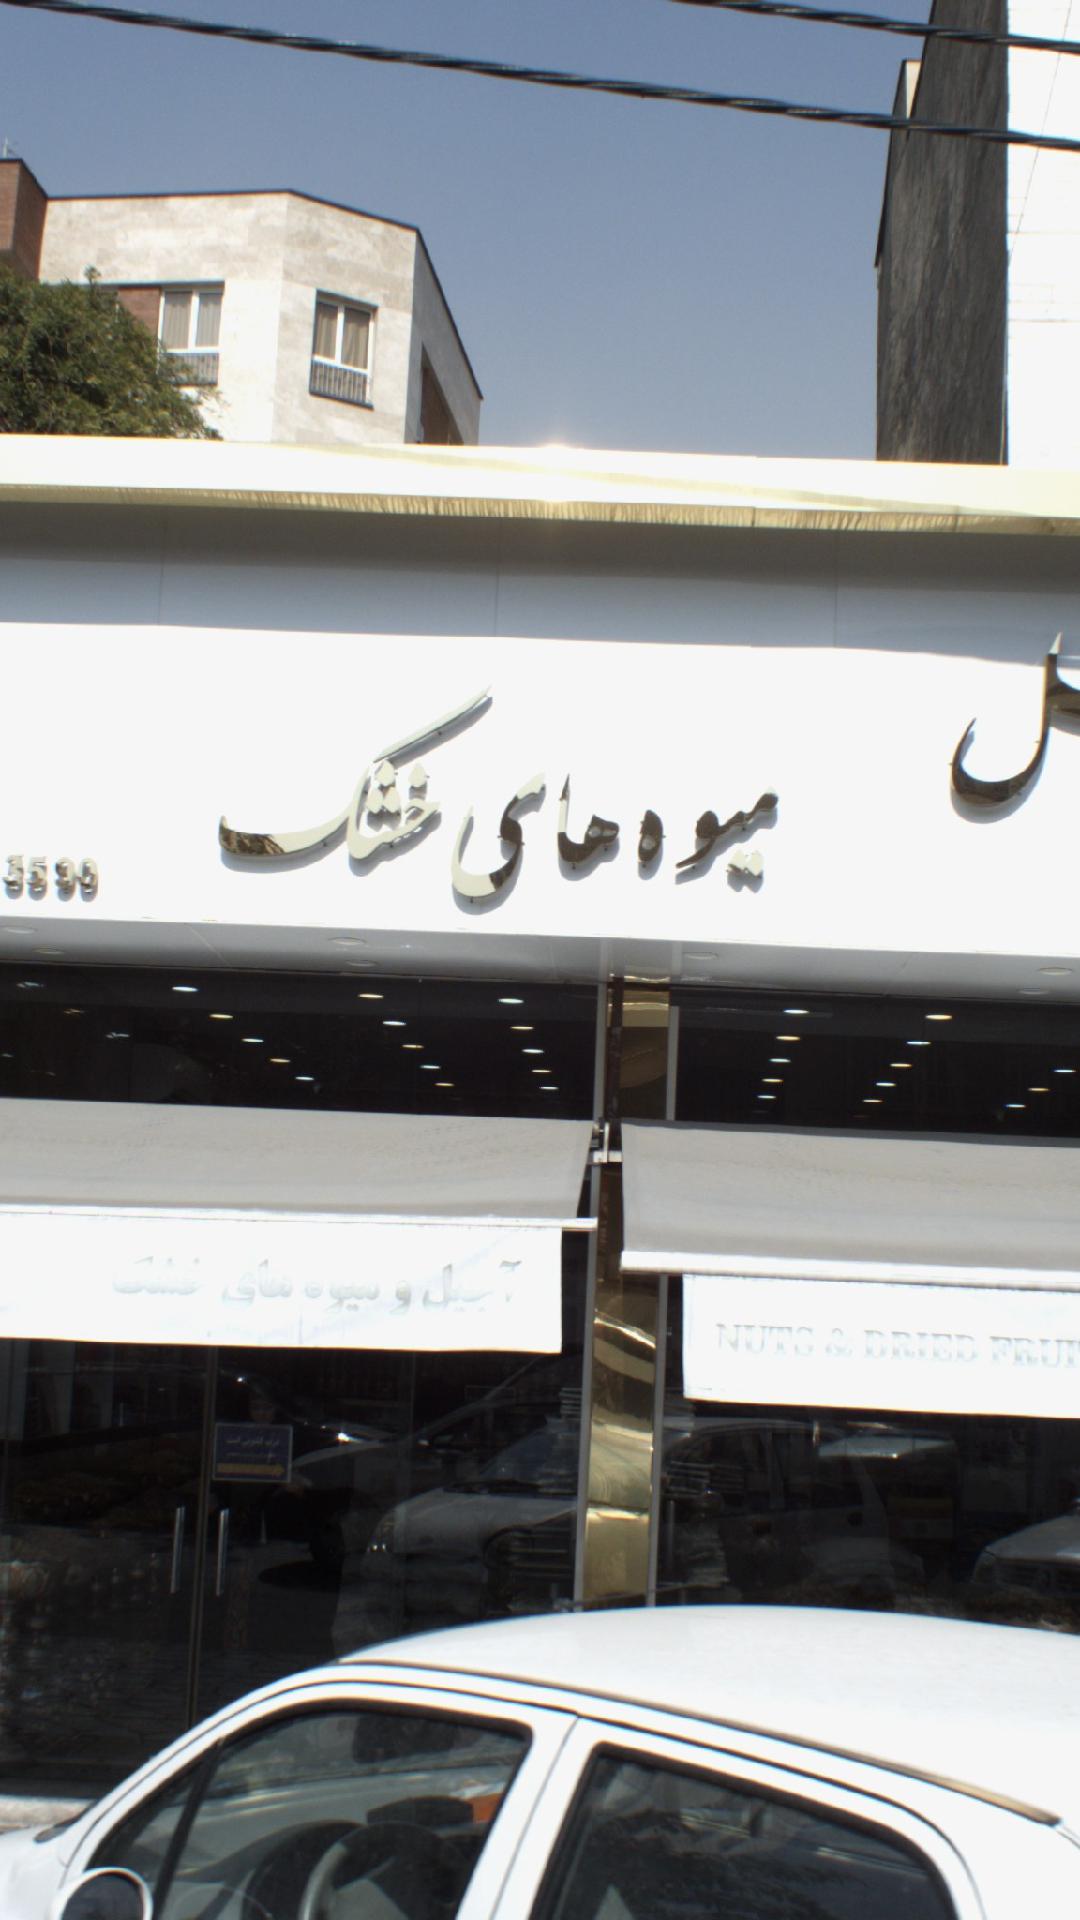 میوه های خشک
3590
آجیل و میوه های خشک
NUTS & DRIED FRUI